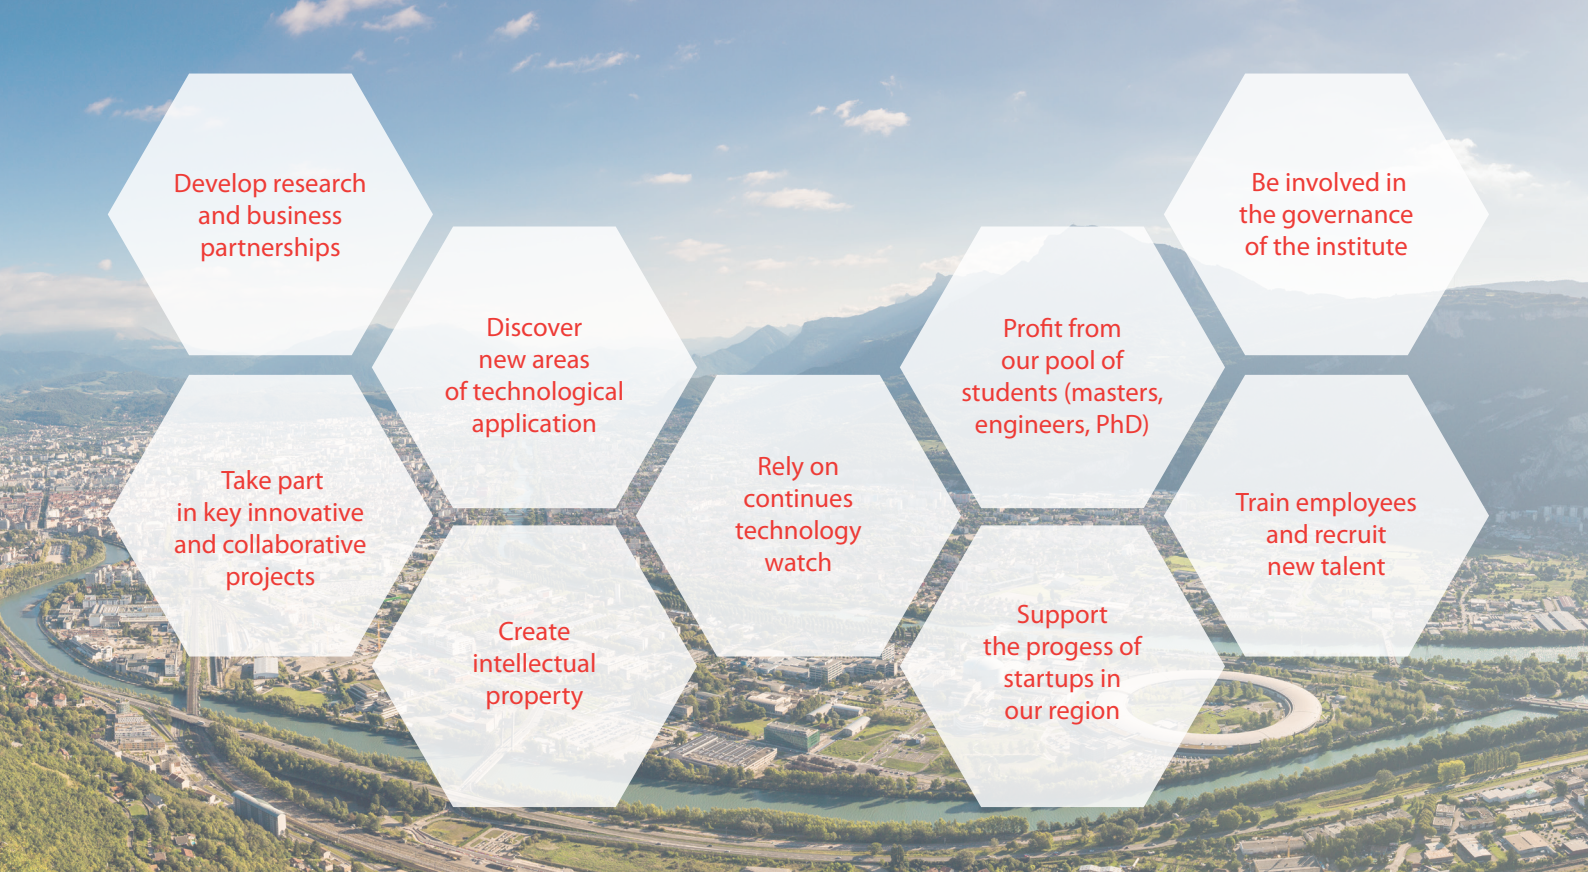 Develop research
and business
partnerships
Be involved in
the governance
of the institute
Discover
new areas
of technological
application
Profit from
our pool of
students (masters,
engineers, PhD)
Take part
in key innovative
and collaborative
projects
Rely on
continues
technology
watch
Train employees
and recruit
new talent
Create
intellectual
property
Support
the progess of
startups in
our region